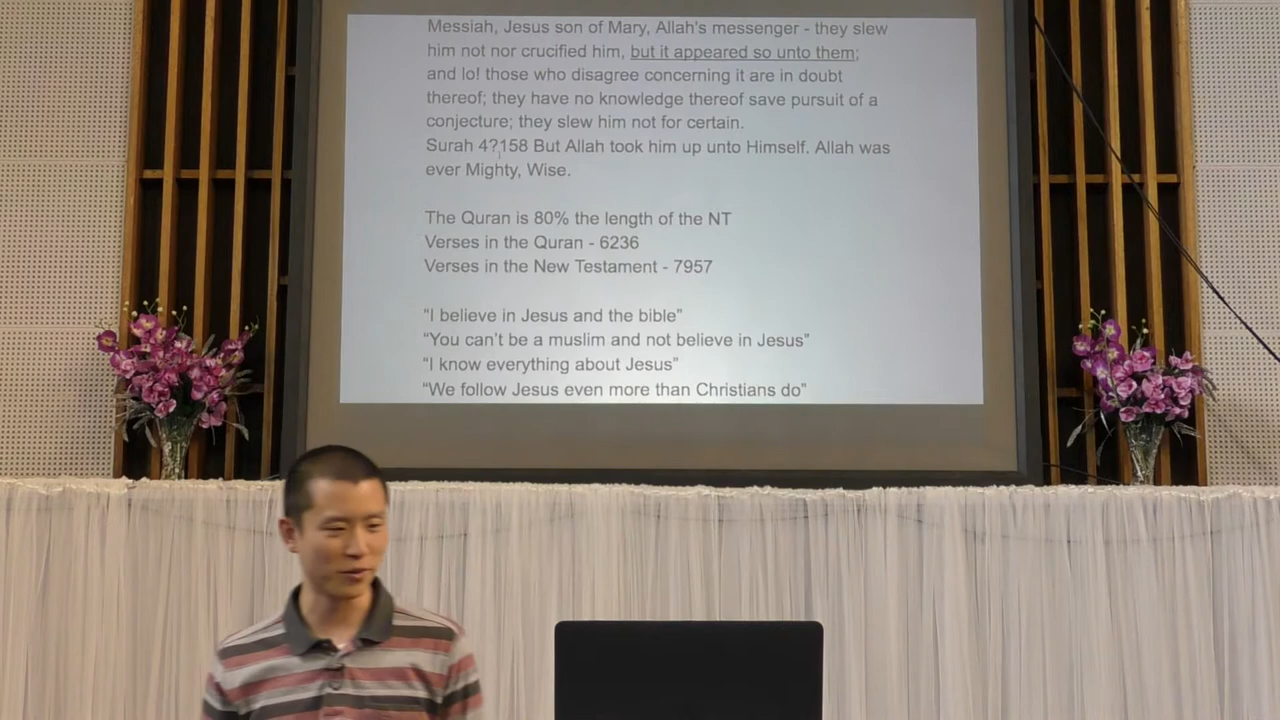 Messiah, Jesus son of Mary, Allah's messenger - they slew
him not nor crucified him, but it appeared so unto them;
and lo! those who disagree concerning it are in doubt
thereof; they have no knowledge thereof save pursuit of a
conjecture; they slew him not for certain.
Surah 4?158 But Allah took him up unto Himself. Allah was
ever Mighty, Wise.
The Quran is 80% the length of the NT
Verses in the Quran - 6236
Verses in the New Testament - 7957
“I believe in Jesus and the bible”
“You can’t be a muslim and not believe in Jesus”
“I know everything about Jesus”
“We follow Jesus even more than Christians do”